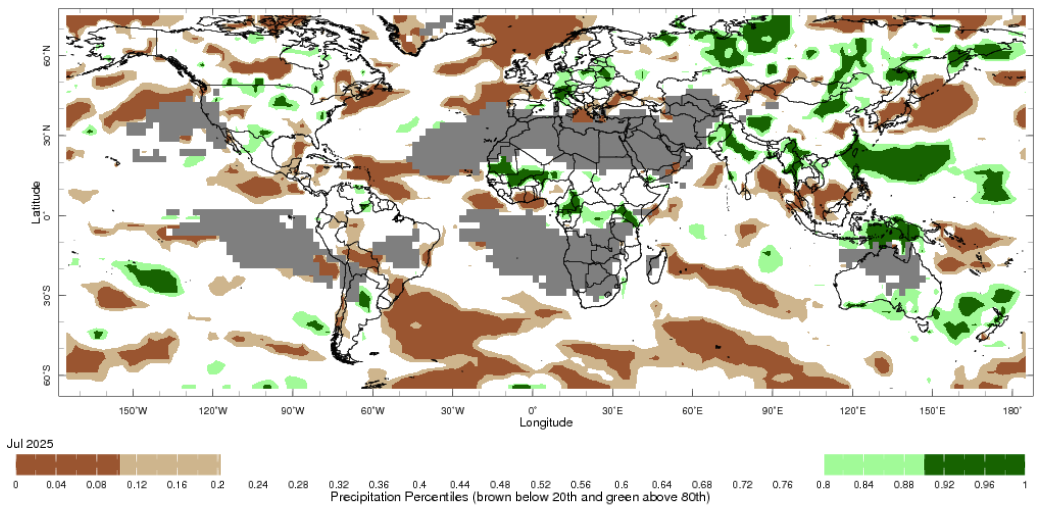 60°N
30°N
Latitude
0°
30°S
60°S
150°W 120°W 90°W 60°W 30°W 0° 30°E 60°E 90°E 120°E 150°E 180°
Longitude
Jul 2025
0 0.04 0.08 0.12 0.16 0.2 0.24 0.28 0.32 0.36 0.4 0.44 0.48 0.52 0.56 0.6 0.64 0.68 0.72 0.76 0.8 0.84 0.88 0.92 0.96 1
Precipitation Percentiles (brown below 20th and green above 80th)